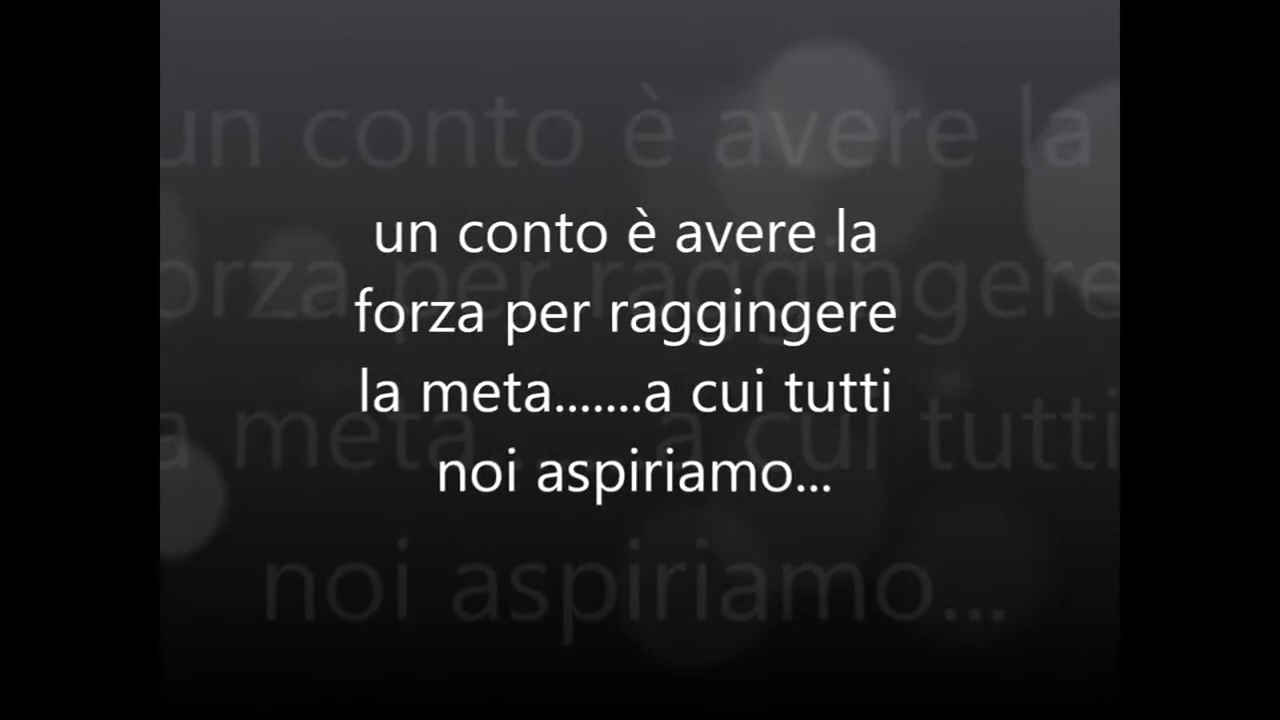 un conto è avere la
forza per raggingere
la meta.......a cui tutti
noi aspiriamo...